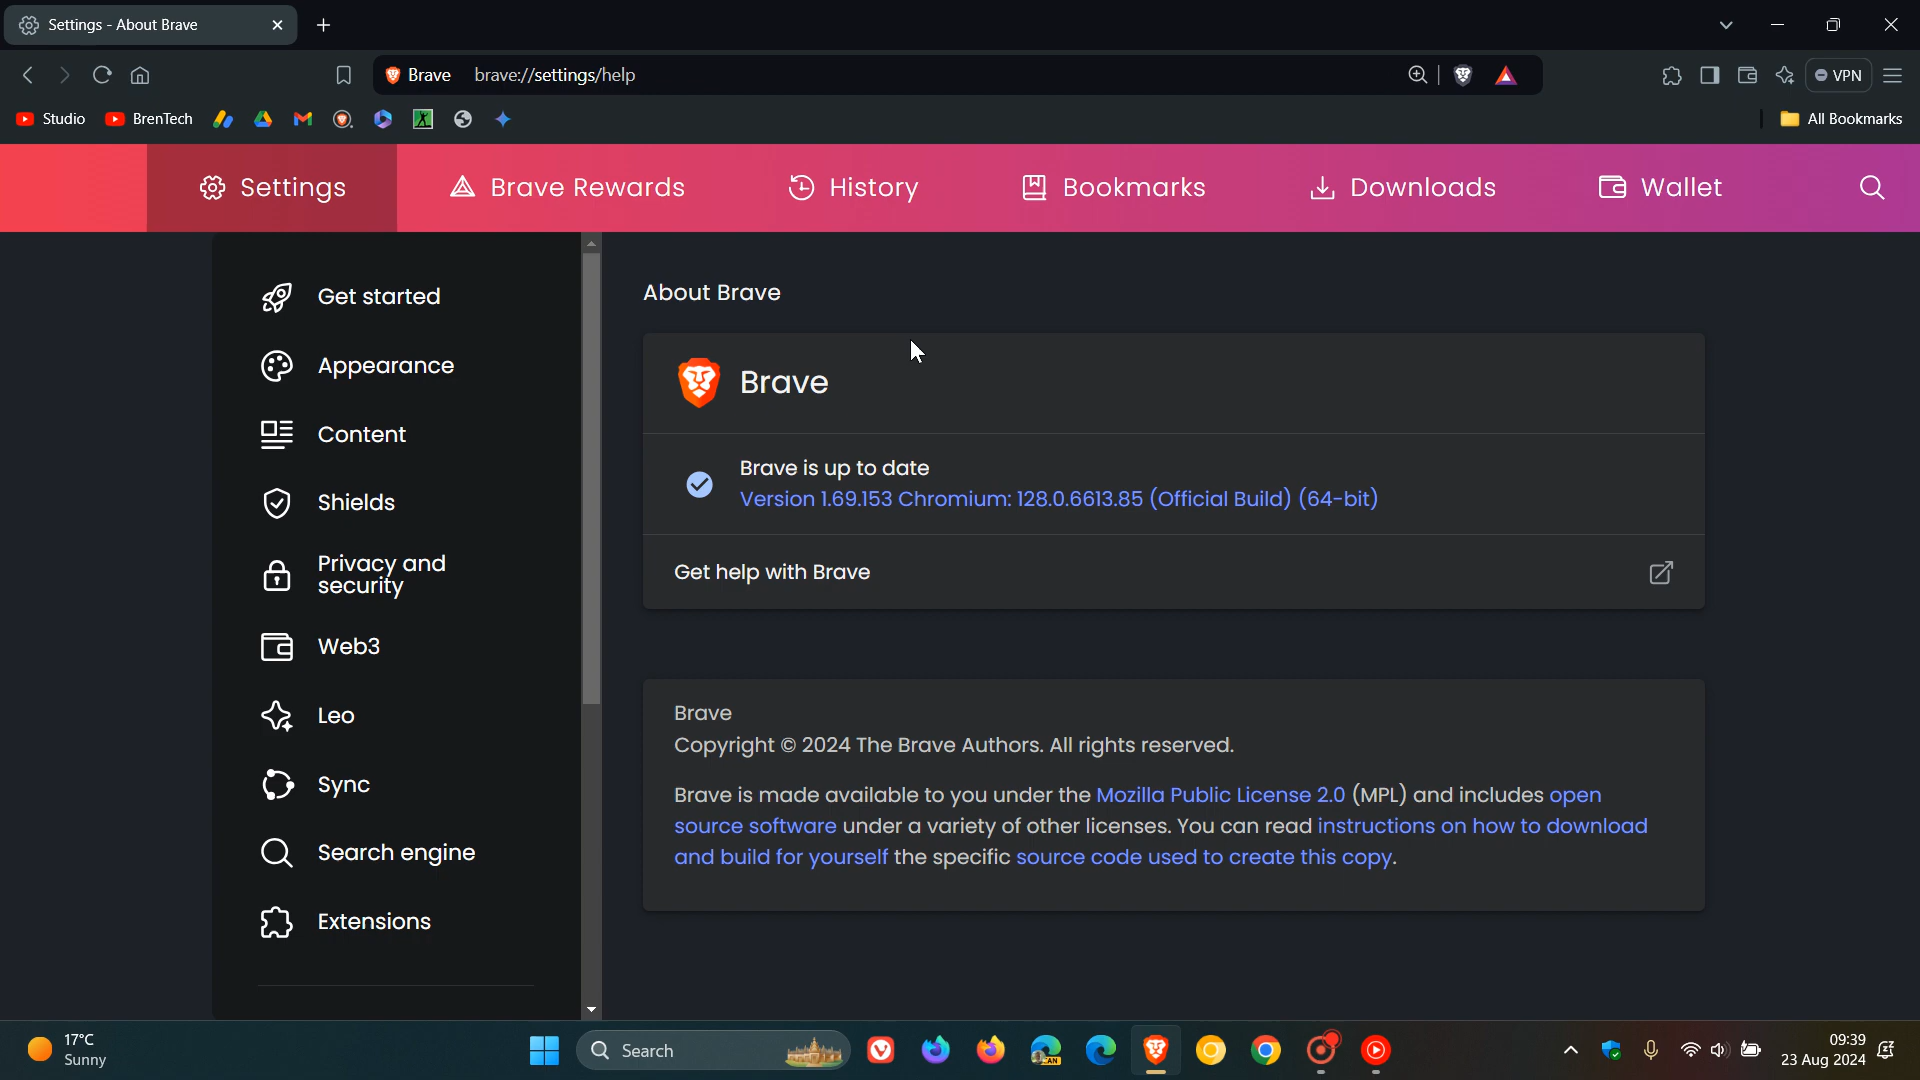 Settings - About Brave
Brave brave://settings/help
VPN
Studio
BrenTech
All Bookmarks
Settings
Brave Rewards
History
Bookmarks
Downloads
Wallet
Get started
Appearance
Content
Shields
Privacy and
security
Web3
Leo
Sync
Search engine
Extensions
About Brave
Brave
Brave is up to date
Version 1.69.153 Chromium: 128.0.6613.85 (Official Build) (64-bit)
Get help with Brave
Brave
Copyright © 2024 The Brave Authors. All rights reserved.
Brave is made available to you under the Mozilla Public License 2.0 (MPL) and includes open
source software under a variety of other licenses. You can read instructions on how to download
and build for yourself the specific source code used to create this copy.
17°C
Sunny
Search
CAN
09:39
23 Aug 2024